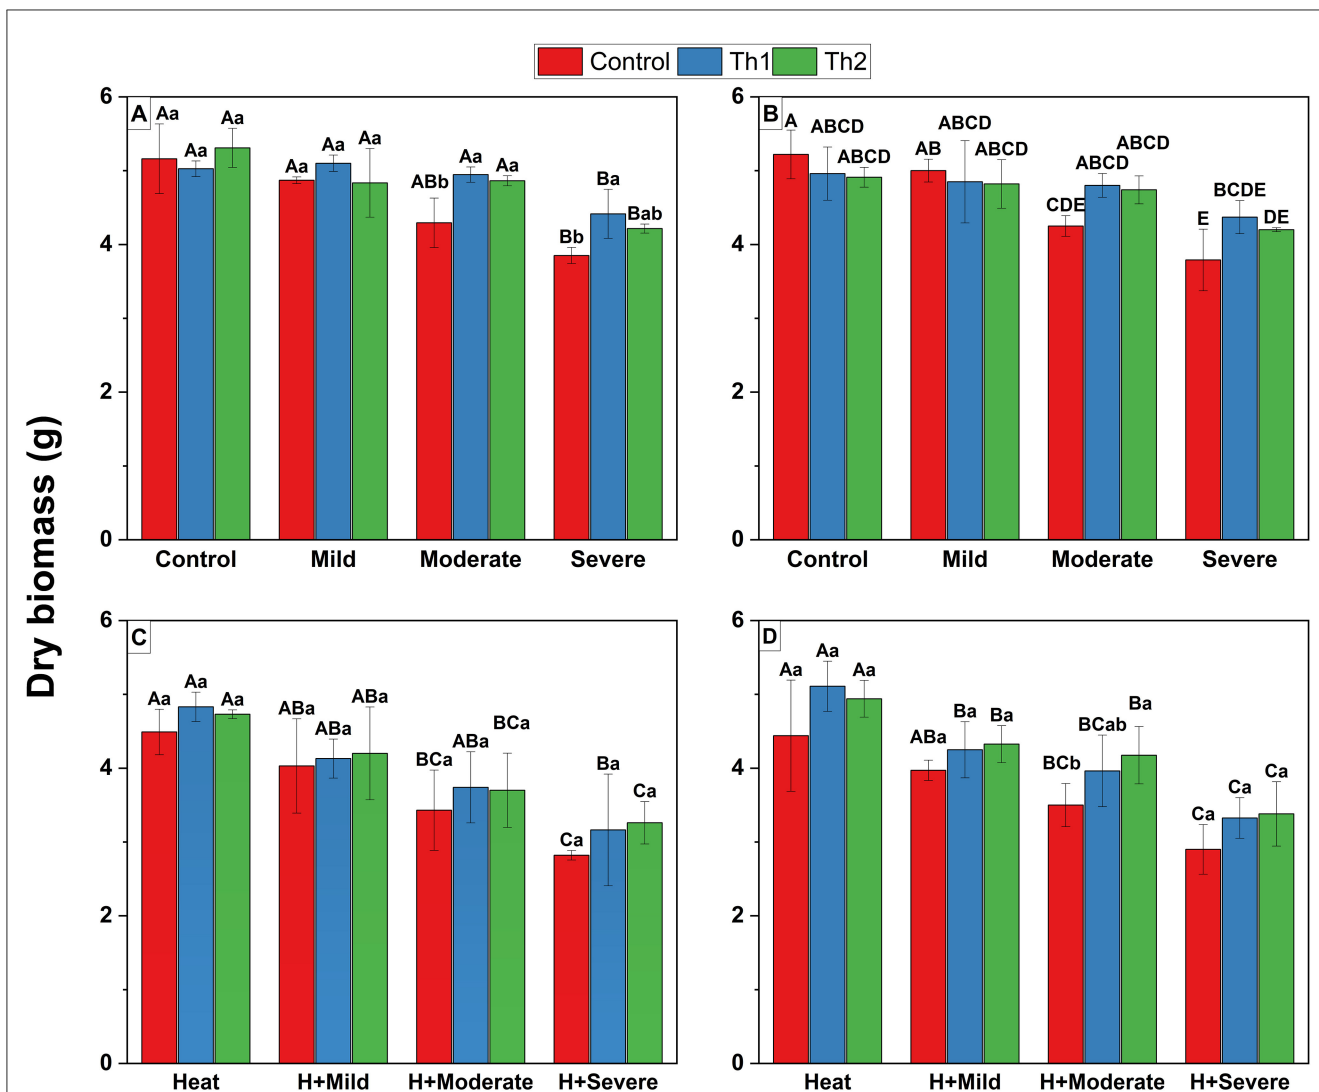 Control Th1 Th2
Dry biomass (g)
A
6
4
2
0
Aa Aa Aa
Aa Aa Aa
ABb Aa Aa
Bb Ba Bab
Control Mild Moderate Severe
B
6
4
2
0
A ABCD ABCD
AB ABCD ABCD
CDE ABCD ABCD
E BCDE DE
Control Mild Moderate Severe
C
6
4
2
0
Aa Aa Aa
ABa ABa ABa
BCa ABa BCa
Ca Ba Ca
Heat H+Mild H+Moderate H+Severe
D
6
4
2
0
Aa Aa Aa
ABa Ba Ba
BCb BCab Ba
Ca Ca Ca
Heat H+Mild H+Moderate H+Severe